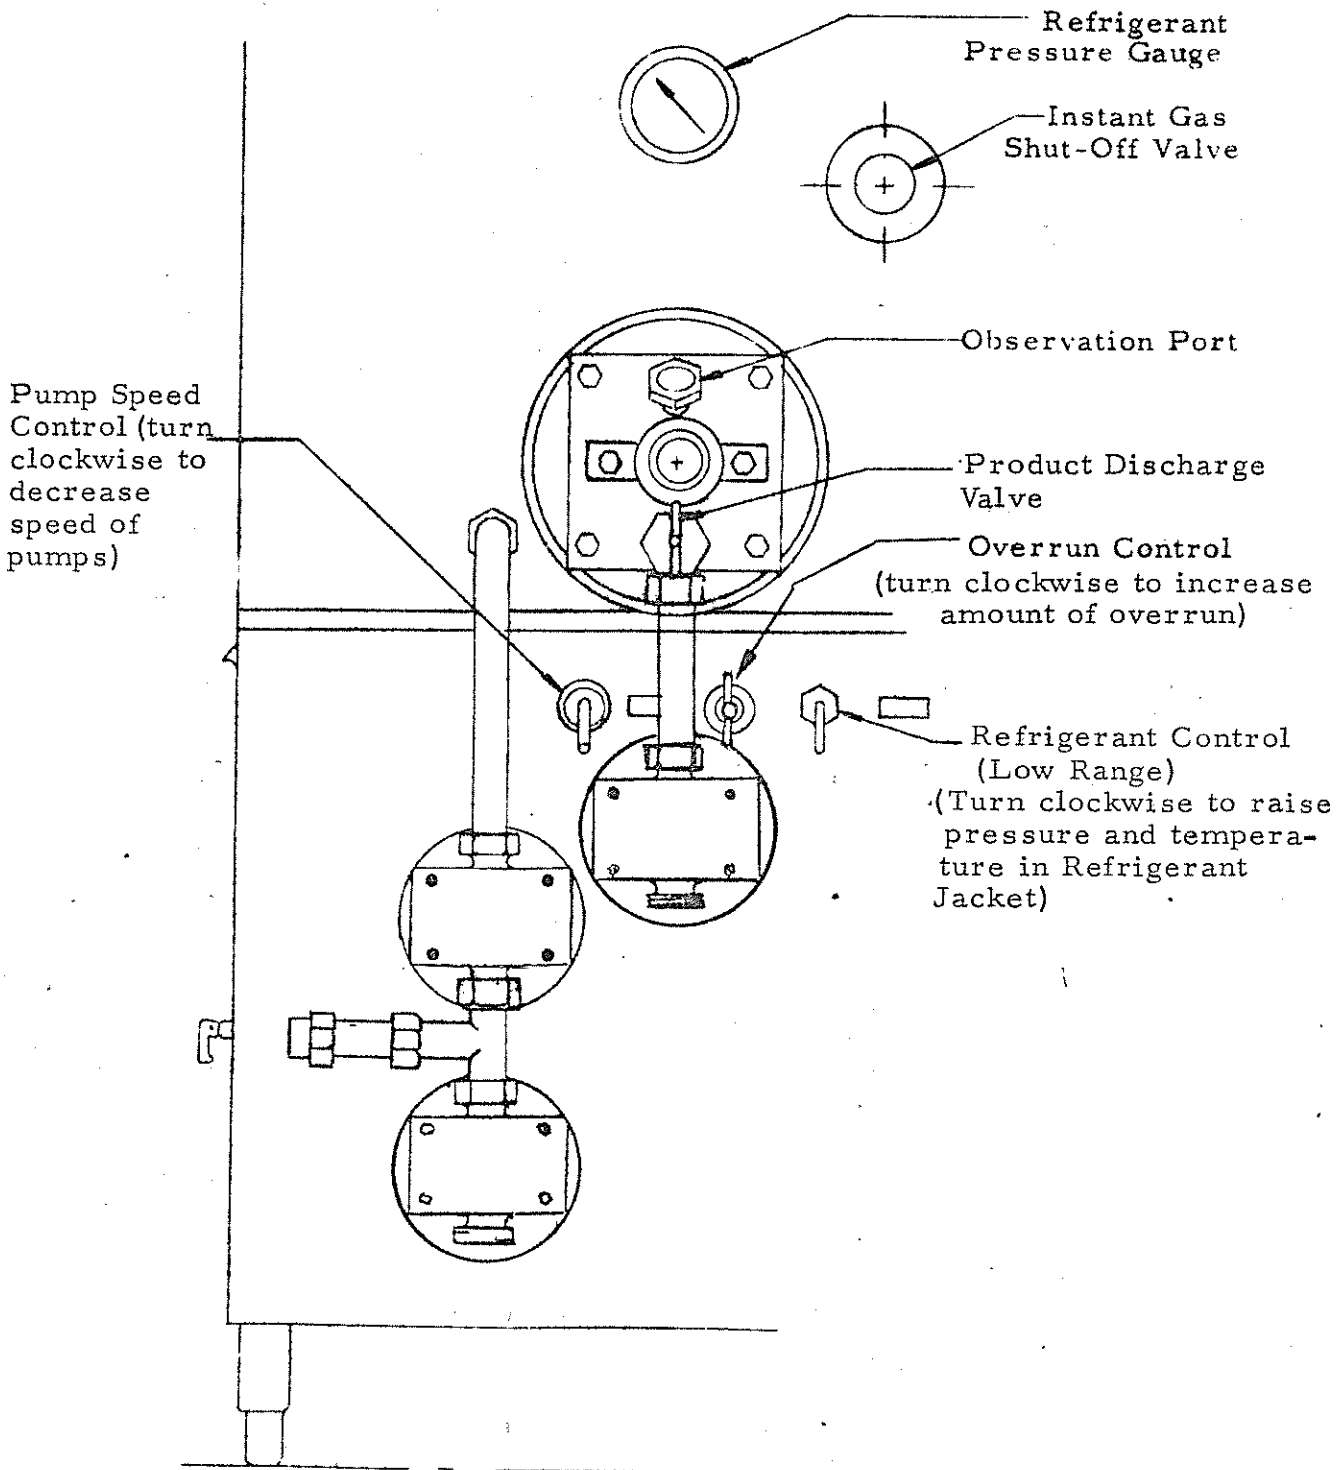 Refrigerant
Pressure Gauge
Instant Gas
Shut-Off Valve
Observation Port
Pump Speed
Control (turn
clockwise to
decrease
speed of
pumps)
Product Discharge
Valve
Overrun Control
(turn clockwise to increase
amount of overrun)
Refrigerant Control
(Low Range)
(Turn clockwise to raise
pressure and tempera-
ture in Refrigerant
Jacket)